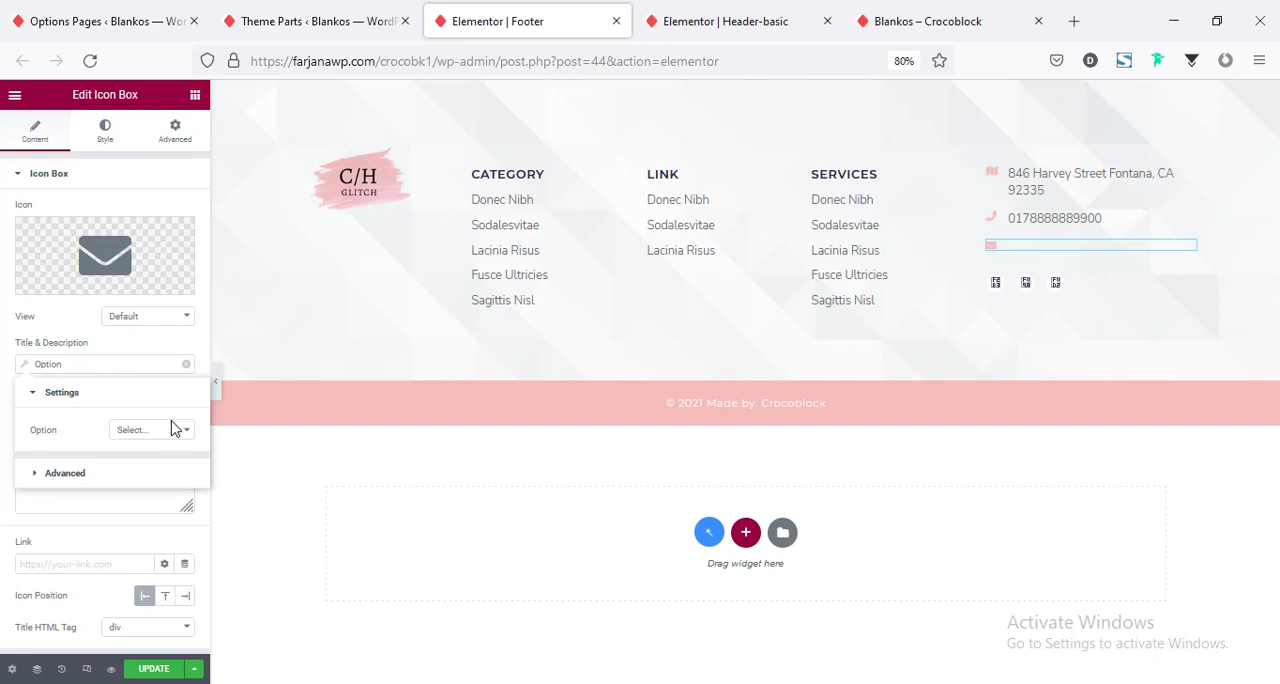 Options Pages ‹ Blankos — Wor
Theme Parts ‹ Blankos — WordP
Elementor | Footer
Elementor | Header-basic
Blankos – Crocoblock
https://farjanawp.com/crocobk1/wp-admin/post.php?post=44&action=elementor
80%
Edit Icon Box
Content
Style
Advanced
Icon Box
Icon
View
Default
Title & Description
Option
Settings
Option
Select...
Advanced
Link
https://your-link.com
Icon Position
Title HTML Tag
div
UPDATE
C/H
GLITCH
CATEGORY
Donec Nibh
Sodalesvitae
Lacinia Risus
Fusce Ultricies
Sagittis Nisl
LINK
Donec Nibh
Sodalesvitae
Lacinia Risus
SERVICES
Donec Nibh
Sodalesvitae
Lacinia Risus
Fusce Ultricies
Sagittis Nisl
846 Harvey Street Fontana, CA
92335
0178888889900
© 2021 Made by: Crocoblock
Drag widget here
Activate Windows
Go to Settings to activate Windows.